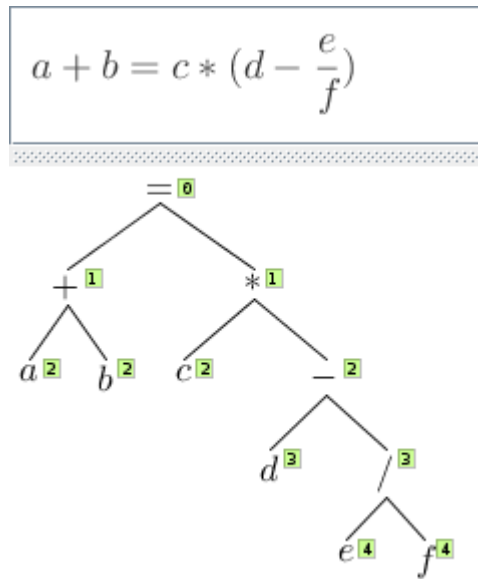 a + b = c * (d - e/f)
= 0
+ 1 * 1
a 2 b 2 c 2 - 2
d 3 / 3
e 4 f 4